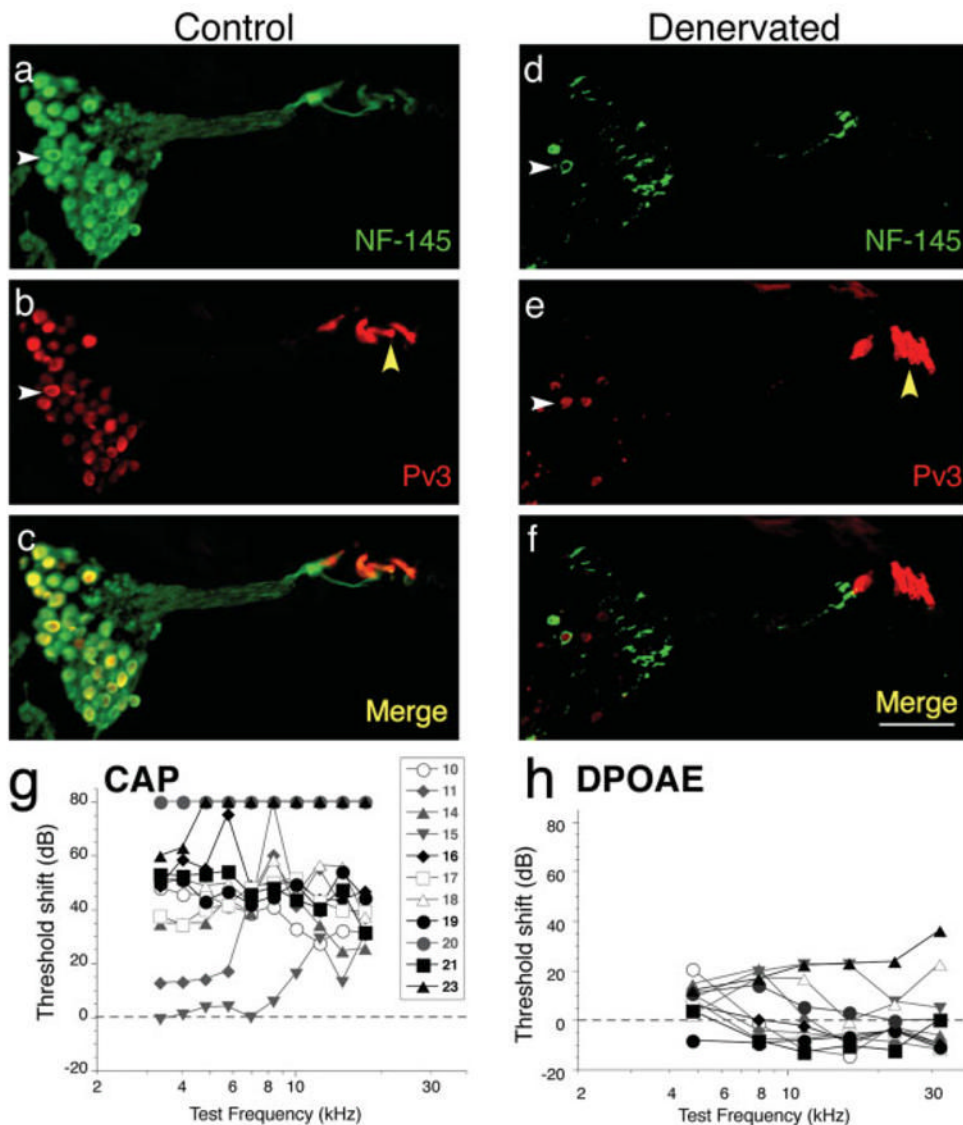 Control
Denervated
a
NF-145
d
NF-145
b
Pv3
e
Pv3
c
Merge
f
Merge
g CAP
80
60
40
20
0
-20
2
4
6
8
10
30
Threshold shift (dB)
Test Frequency (kHz)
10
11
14
15
16
17
18
19
20
21
23
h DPOAE
80
60
40
20
0
-20
2
4
6
8
10
30
Threshold shift (dB)
Test Frequency (kHz)